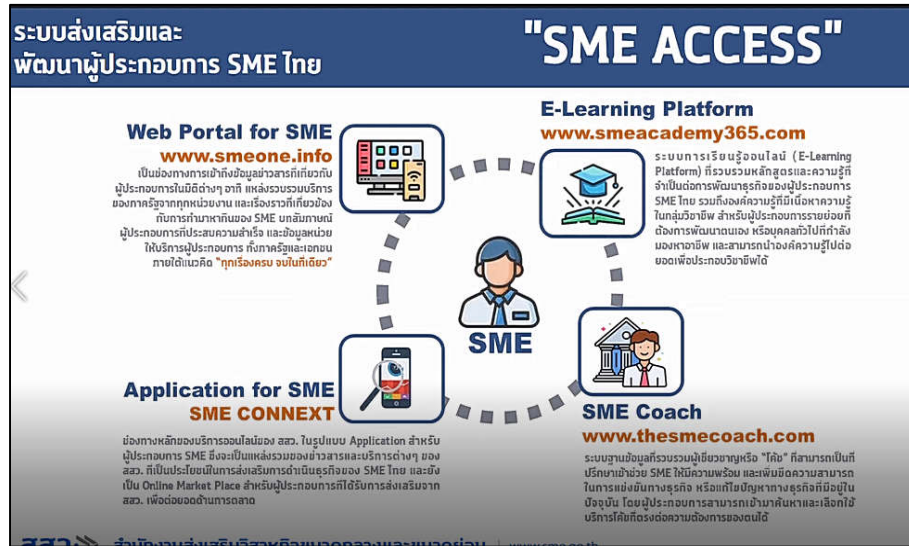 ระบบส่งเสริมและ
พัฒนาผู้ประกอบการ SME ไทย
"SME ACCESS"
Web Portal for SME
www.smeone.info
เป็นช่องทางการเข้าถึงข้อมูลข่าวสารที่เกี่ยวกับ
ผู้ประกอบการในมิติต่างๆ อาทิ แหล่งรวบรวมบริการ
ของภาครัฐจากทุกหน่วยงาน และเรื่องราวที่เกี่ยวข้อง
กับการทำมาหากินของ SME บทสัมภาษณ์
ผู้ประกอบการที่ประสบความสำเร็จ และข้อมูลหน่วย
ให้บริการผู้ประกอบการ ทั้งภาครัฐและเอกชน
ภายใต้แนวคิด "ทุกเรื่องครบ จบในที่เดียว"
E-Learning Platform
www.smeacademy365.com
ระบบการเรียนรู้ออนไลน์ (E-Learning
Platform) ที่รวบรวมหลักสูตรและความรู้ที่
จำเป็นต่อการพัฒนาธุรกิจของผู้ประกอบการ
SME ไทย รวมถึงองค์ความรู้ที่มีเนื้อหาความรู้
ในกลุ่มวิชาชีพ สำหรับผู้ประกอบการรายย่อยที่
ต้องการพัฒนาตนเอง หรือบุคคลทั่วไปที่กำลัง
มองหาอาชีพ และสามารถนำองค์ความรู้ไปต่อ
ยอดเพื่อประกอบวิชาชีพได้
SME
Application for SME
SME CONNEXT
ช่องทางหลักของบริการออนไลน์ของ สสว. ในรูปแบบ Application สำหรับ
ผู้ประกอบการ SME ซึ่งจะเป็นแหล่งรวมของข่าวสารและบริการต่างๆ ของ
สสว. ที่เป็นประโยชน์ในการส่งเสริมการดำเนินธุรกิจของ SME ไทย และยัง
เป็น Online Market Place สำหรับผู้ประกอบการที่ได้รับการส่งเสริมจาก
สสว. เพื่อต่อยอดด้านการตลาด
SME Coach
www.thesmecoach.com
ระบบฐานข้อมูลที่รวบรวมผู้เชี่ยวชาญหรือ "โค้ช" ที่สามารถเป็นที่
ปรึกษาเข้าช่วย SME ให้มีความพร้อม และเพิ่มขีดความสามารถ
ในการแข่งขันทางธุรกิจ หรือแก้ไขปัญหาทางธุรกิจที่มีอยู่ใน
ปัจจุบัน โดยผู้ประกอบการสามารถเข้ามาค้นหาและเลือกใช้
บริการโค้ชที่ตรงต่อความต้องการของตนได้
สสว. สำนักงานส่งเสริมวิสาหกิจขนาดกลางและขนาดย่อม | www.sme.go.th